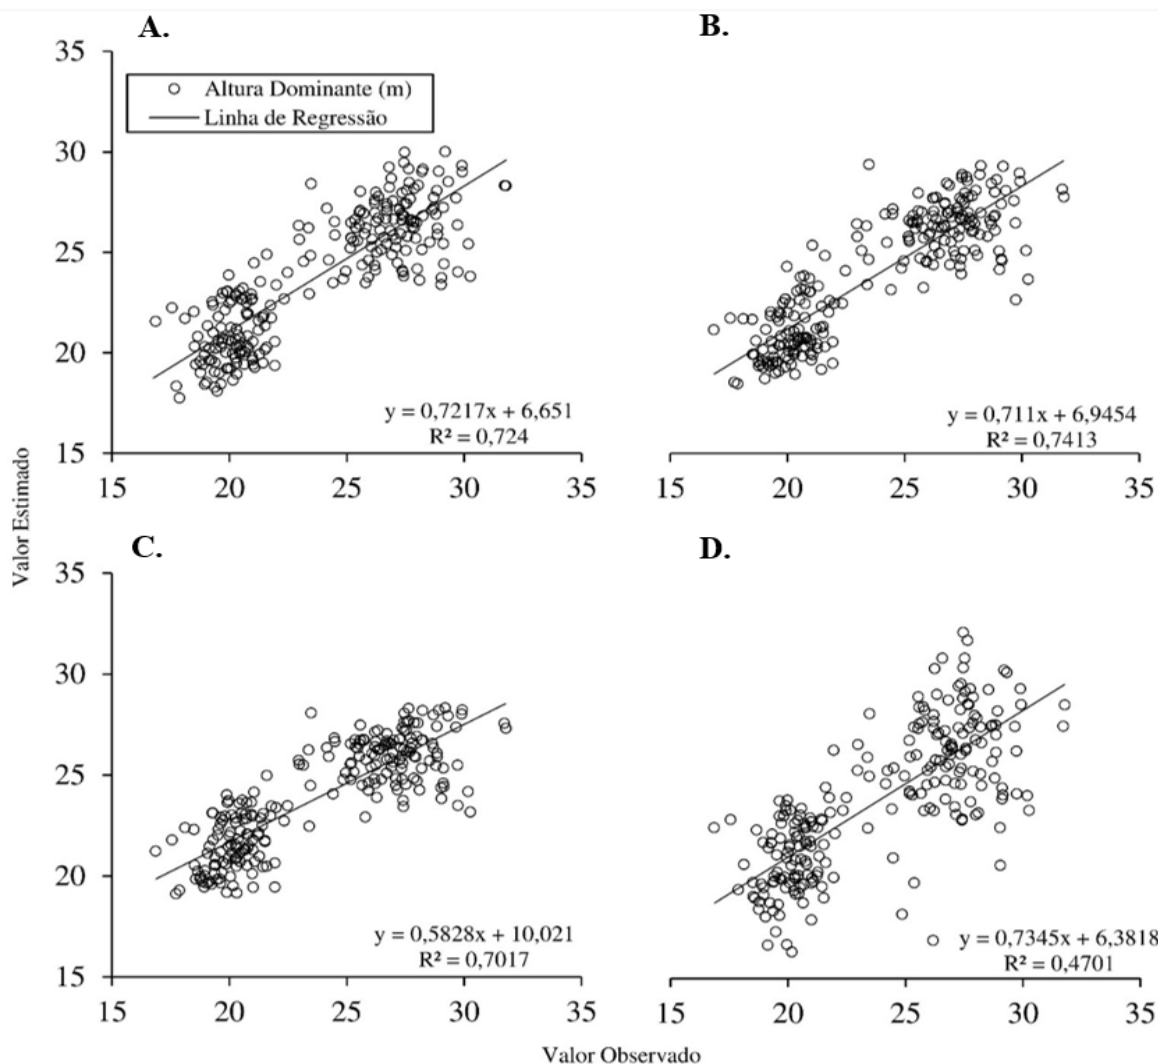 A.
35
Altura Dominante (m)
Linha de Regressão
30
25
20
y = 0,7217x + 6,651
R² = 0,724
15
15 20 25 30 35
B.
y = 0,711x + 6,9454
R² = 0,7413
15 20 25 30 35
Valor Estimado
C.
35
30
25
20
y = 0,5828x + 10,021
R² = 0,7017
15
15 20 25 30 35
D.
y = 0,7345x + 6,3818
R² = 0,4701
15 20 25 30 35
Valor Observado